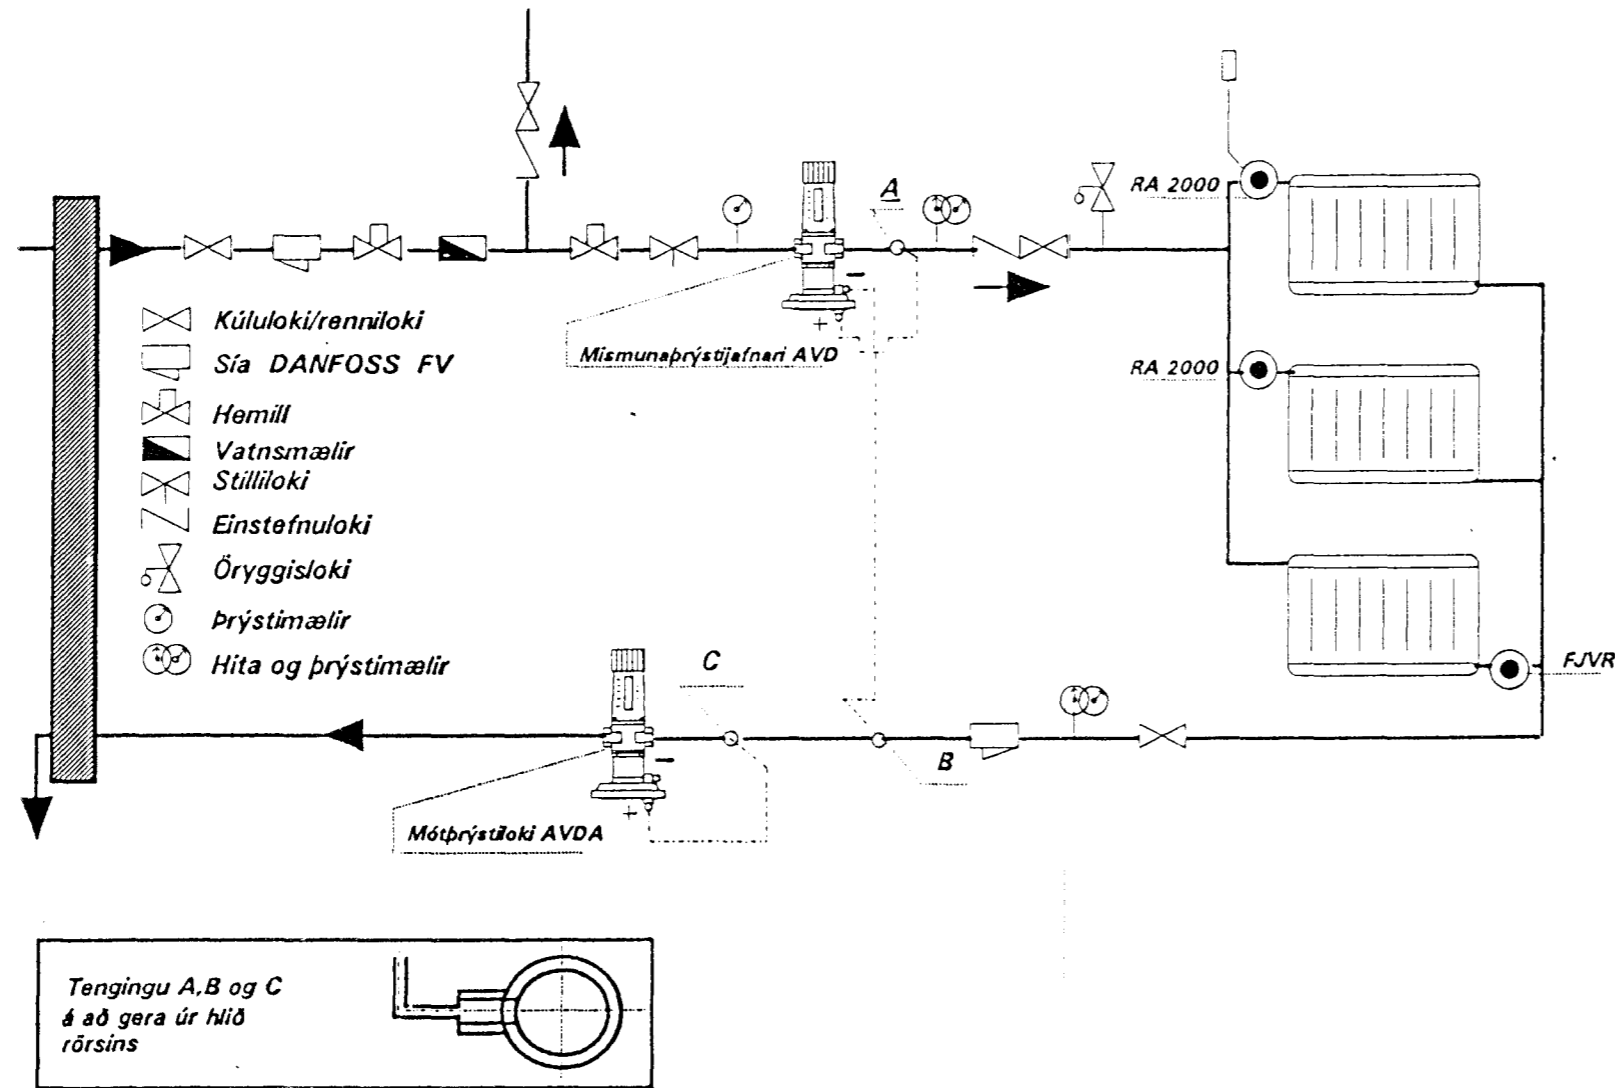 A
RA 2000
Kúluloki/renniloki
Sía DANFOSS FV
Mismunaþrýstijafnari AVD
RA 2000
Hemill
Vatnsmælir
Stilliloki
Einstefnuloki
Öryggisloki
Þrýstimælir
Hita og þrýstimælir
C
FJVR
B
Mótþrýstiloki AVDA
Tengingu A,B og C
á að gera úr hlið
rörsins